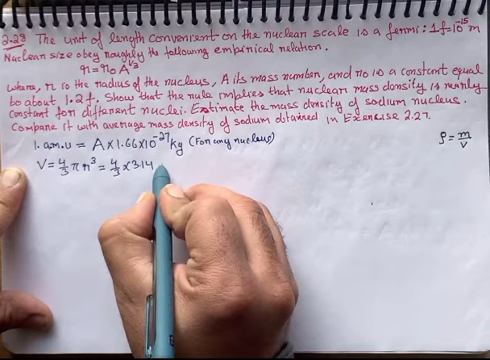 2.28 The unit of length convenient on the nuclear scale is a fermi: 1f=10⁻¹⁵ m
Nuclear size obey roughly the following empirical relation.
r=r₀ A^1/3
where, r is the radius of the nucleus, A its mass number, and r₀ is a constant equal
to about 1.2f. Show that the rule implies that nuclear mass density is nearly
constant for different nuclei. Estimate the mass density of sodium nucleus.
Compare it with average mass density of sodium obtained in Exercise 2.27.
1. a.m.u = A × 1.66×10⁻²⁷ kg (For any nucleus)
ρ = m/V
V = 4/3 π r³ = 4/3 × 3.14